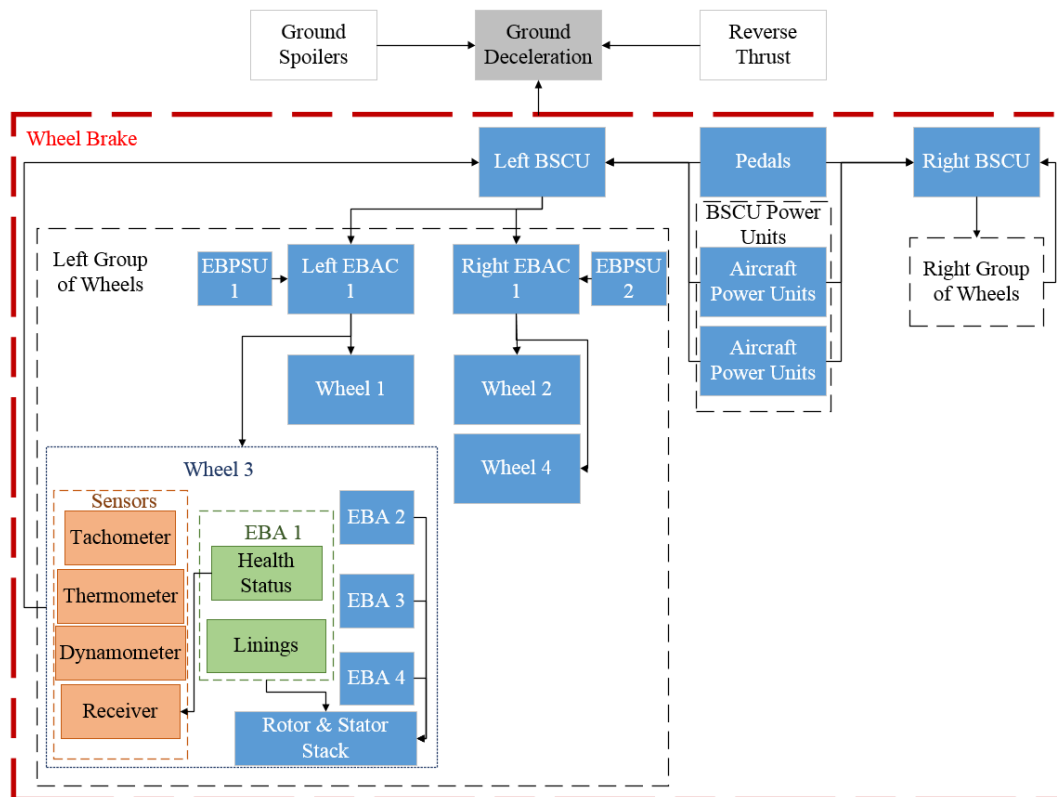 Ground
Spoilers
Ground
Deceleration
Reverse
Thrust
Wheel Brake
Left BSCU
Pedals
Right BSCU
BSCU Power
Units
Left Group
of Wheels
EBPSU
1
Left EBAC
1
Right EBAC
1
EBPSU
2
Aircraft
Power Units
Right Group
of Wheels
Aircraft
Power Units
Wheel 1
Wheel 2
Wheel 4
Wheel 3
Sensors
Tachometer
Thermometer
Dynamometer
Receiver
EBA 1
Health
Status
Linings
EBA 2
EBA 3
EBA 4
Rotor & Stator
Stack